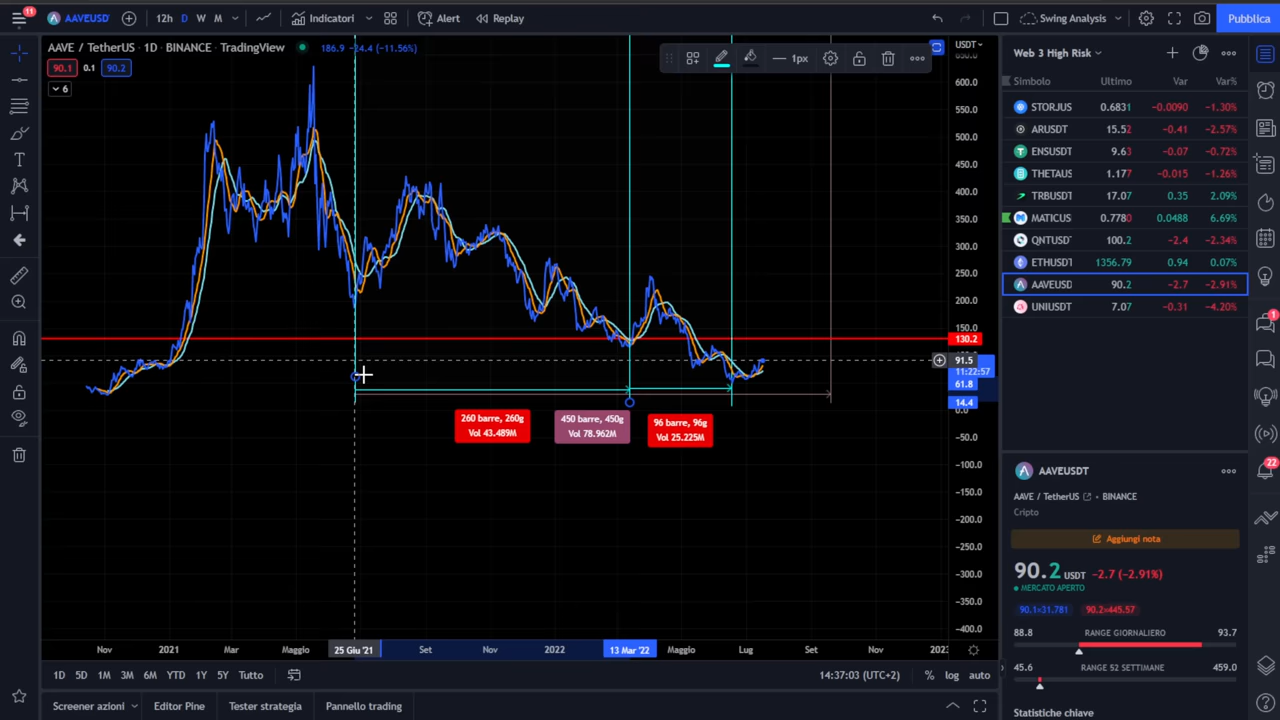 11
AAVEUSD
12h D W M
Indicatori
Alert
Replay
Swing Analysis
Pubblica
AAVE / TetherUS · 1D · BINANCE · TradingView
186.9 −24.4 (−11.56%)
90.1 0.1 90.2
6
1px
USDT
650.0
600.0
550.0
500.0
450.0
400.0
350.0
300.0
250.0
200.0
150.0
130.2
91.5
11:22:57
61.8
14.4
0.0
−50.0
−100.0
−150.0
−200.0
−250.0
−300.0
−350.0
−400.0
260 barre, 260g
Vol 43.489M
450 barre, 450g
Vol 78.962M
96 barre, 96g
Vol 25.225M
Nov 2021 Mar Maggio 25 Giu '21 Set Nov 2022 13 Mar '22 Maggio Lugo Set Nov 2023
1D 5D 1M 3M 6M YTD 1Y 5Y Tutto
14:37:03 (UTC+2) % log auto
Screener azioni Editor Pine Tester strategia Pannello trading
Web 3 High Risk
Simbolo Ultimo Var Var%
STORJUS 0.6831 −0.0090 −1.30%
ARUSDT 15.52 −0.41 −2.57%
ENSUSDT 9.63 −0.07 −0.72%
THETAUS 1.177 −0.015 −1.26%
TRBUSDT 17.07 0.35 2.09%
MATICUS 0.7780 0.0488 6.69%
QNTUSD 100.2 −2.4 −2.34%
ETHUSDT 1356.79 0.94 0.07%
AAVEUSD 90.2 −2.7 −2.91%
UNIUSDT 7.07 −0.31 −4.20%
AAVEUSDT
AAVE / TetherUS • BINANCE
Cripto
Aggiungi nota
90.2 USDT −2.7 (−2.91%)
MERCATO APERTO
90.1×31.781 90.2×445.57
88.8 RANGE GIORNALIERO 93.7
45.6 RANGE 52 SETTIMANE 459.0
Statistiche chiave
1
22